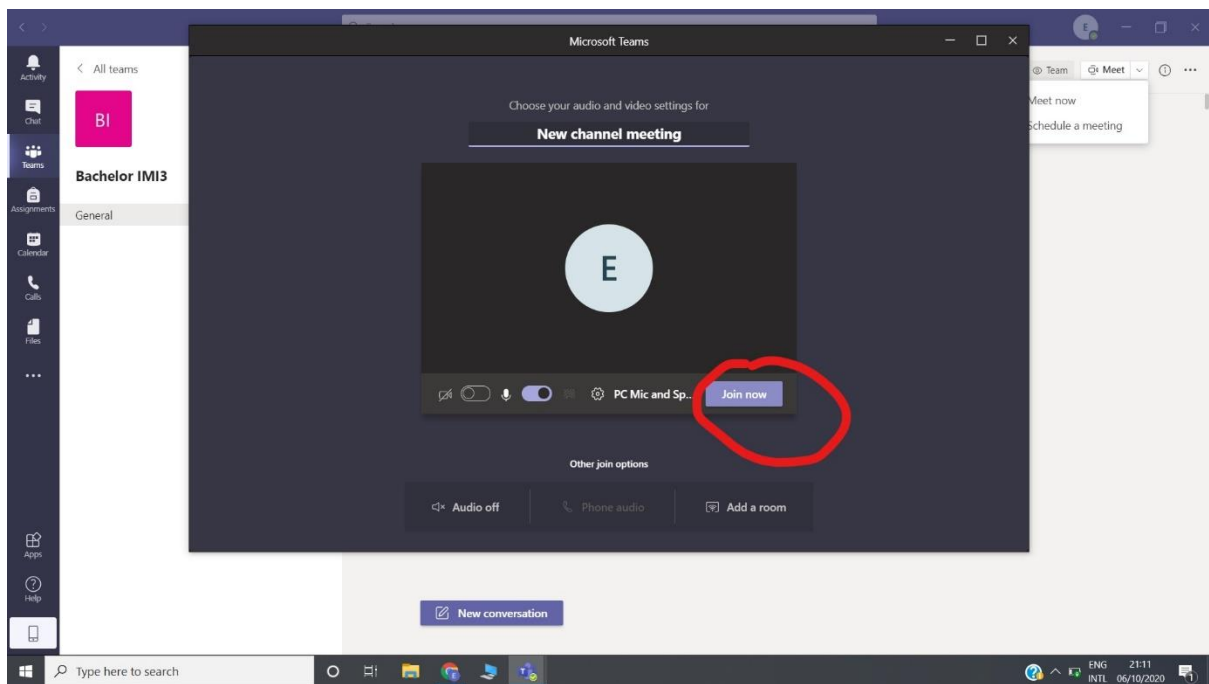 Microsoft Teams
E
Activity
Chat
Teams
Assignments
Calendar
Calls
Files
Apps
Help
All teams
BI
Bachelor IMI3
General
Team
Meet
Meet now
Schedule a meeting
Choose your audio and video settings for
New channel meeting
E
PC Mic and Sp...
Join now
Other join options
Audio off
Phone audio
Add a room
New conversation
Type here to search
ENG
INTL
21:11
06/10/2020